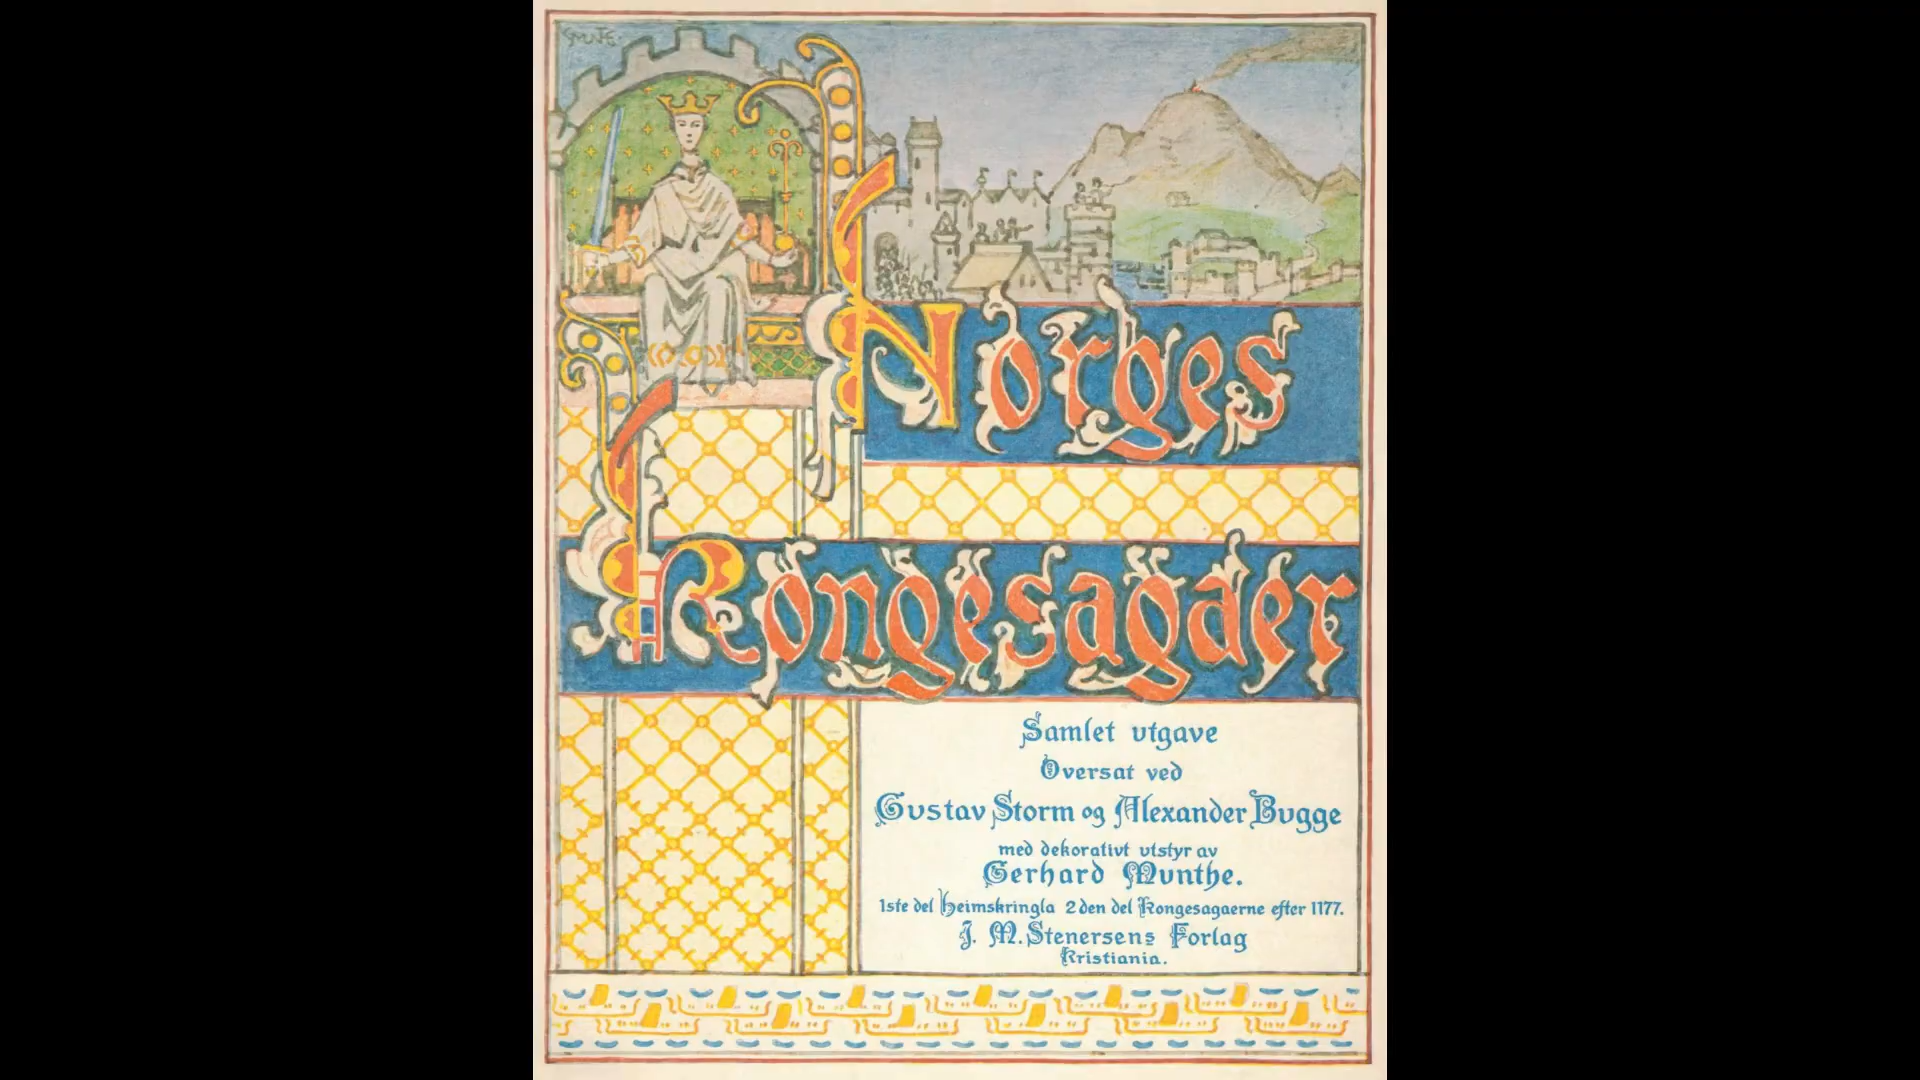 MUNTE
Norges
Kongesagaer
Samlet utgave
Oversat ved
Gustav Storm og Alexander Bugge
med dekorativt utstyr av
Gerhard Munthe.
1ste del Heimskringla 2den del Kongesagaerne efter 1177.
J. M. Stenersens Forlag
Kristiania.